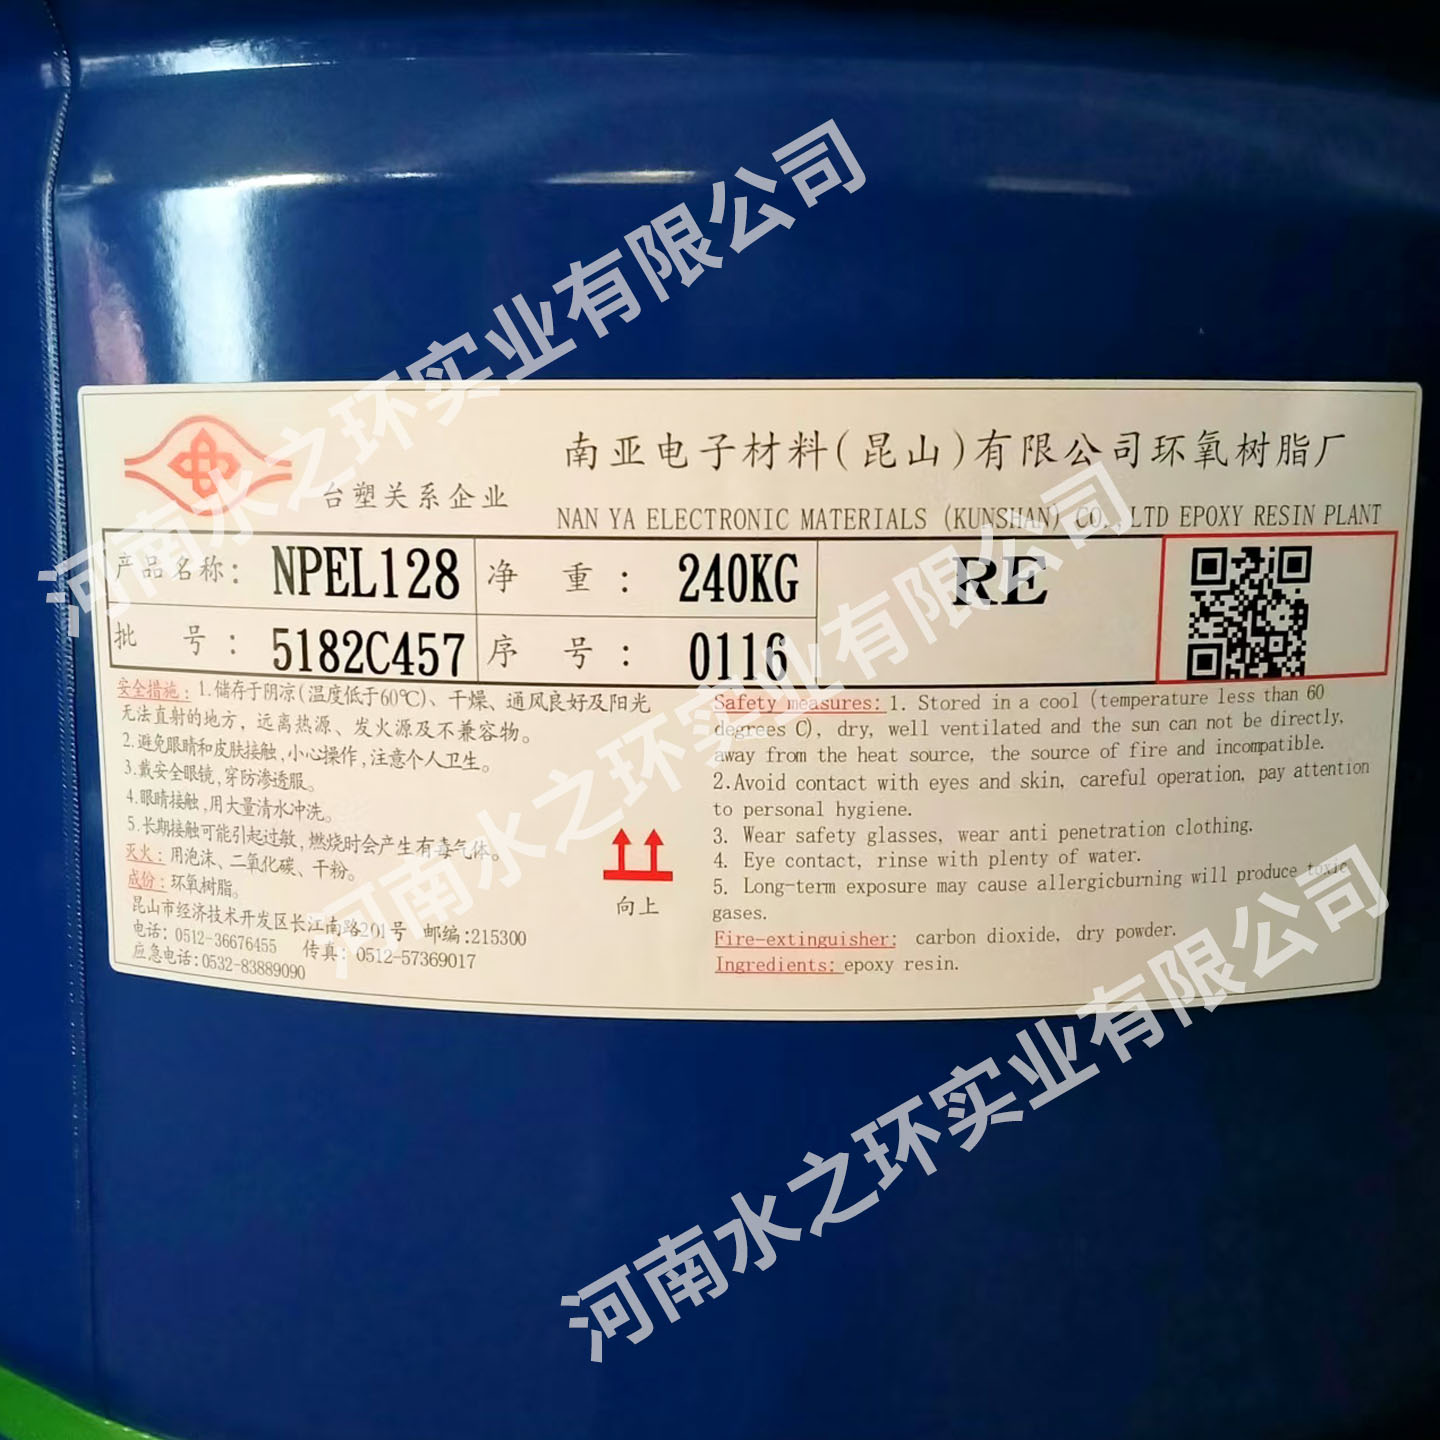 南亚电子材料(昆山)有限公司环氧树脂厂
台塑关系企业
NAN YA ELECTRONIC MATERIALS (KUNSHAN) CO.,LTD EPOXY RESIN PLANT
产品名称: NPEL128 净 重: 240KG RE
批 号: 5182C457 序 号: 0116
安全措施: 1.储存于阴凉(温度低于60℃)、干燥、通风良好及阳光
无法直射的地方, 远离热源、发火源及不兼容物。
2.避免眼睛和皮肤接触,小心操作,注意个人卫生。
3.戴安全眼镜,穿防渗透服。
4.眼睛接触,用大量清水冲洗。
5.长期接触可能引起过敏,燃烧时会产生有毒气体。
灭火: 用泡沫、二氧化碳、干粉。
成份: 环氧树脂。
昆山市经济技术开发区长江南路201号 邮编:215300
电话: 0512-36676455 传真: 0512-57369017
应急电话:0532-83889090
向上
Safety measures: 1. Stored in a cool (temperature less than 60
degrees C), dry, well ventilated and the sun can not be directly,
away from the heat source, the source of fire and incompatible.
2.Avoid contact with eyes and skin, careful operation, pay attention
to personal hygiene.
3. Wear safety glasses, wear anti penetration clothing.
4. Eye contact, rinse with plenty of water.
5. Long-term exposure may cause allergicburning will produce toxic
gases.
Fire-extinguisher: carbon dioxide, dry powder.
Ingredients: epoxy resin.
河南水之环实业有限公司
河南水之环实业有限公司
河南水之环实业有限公司